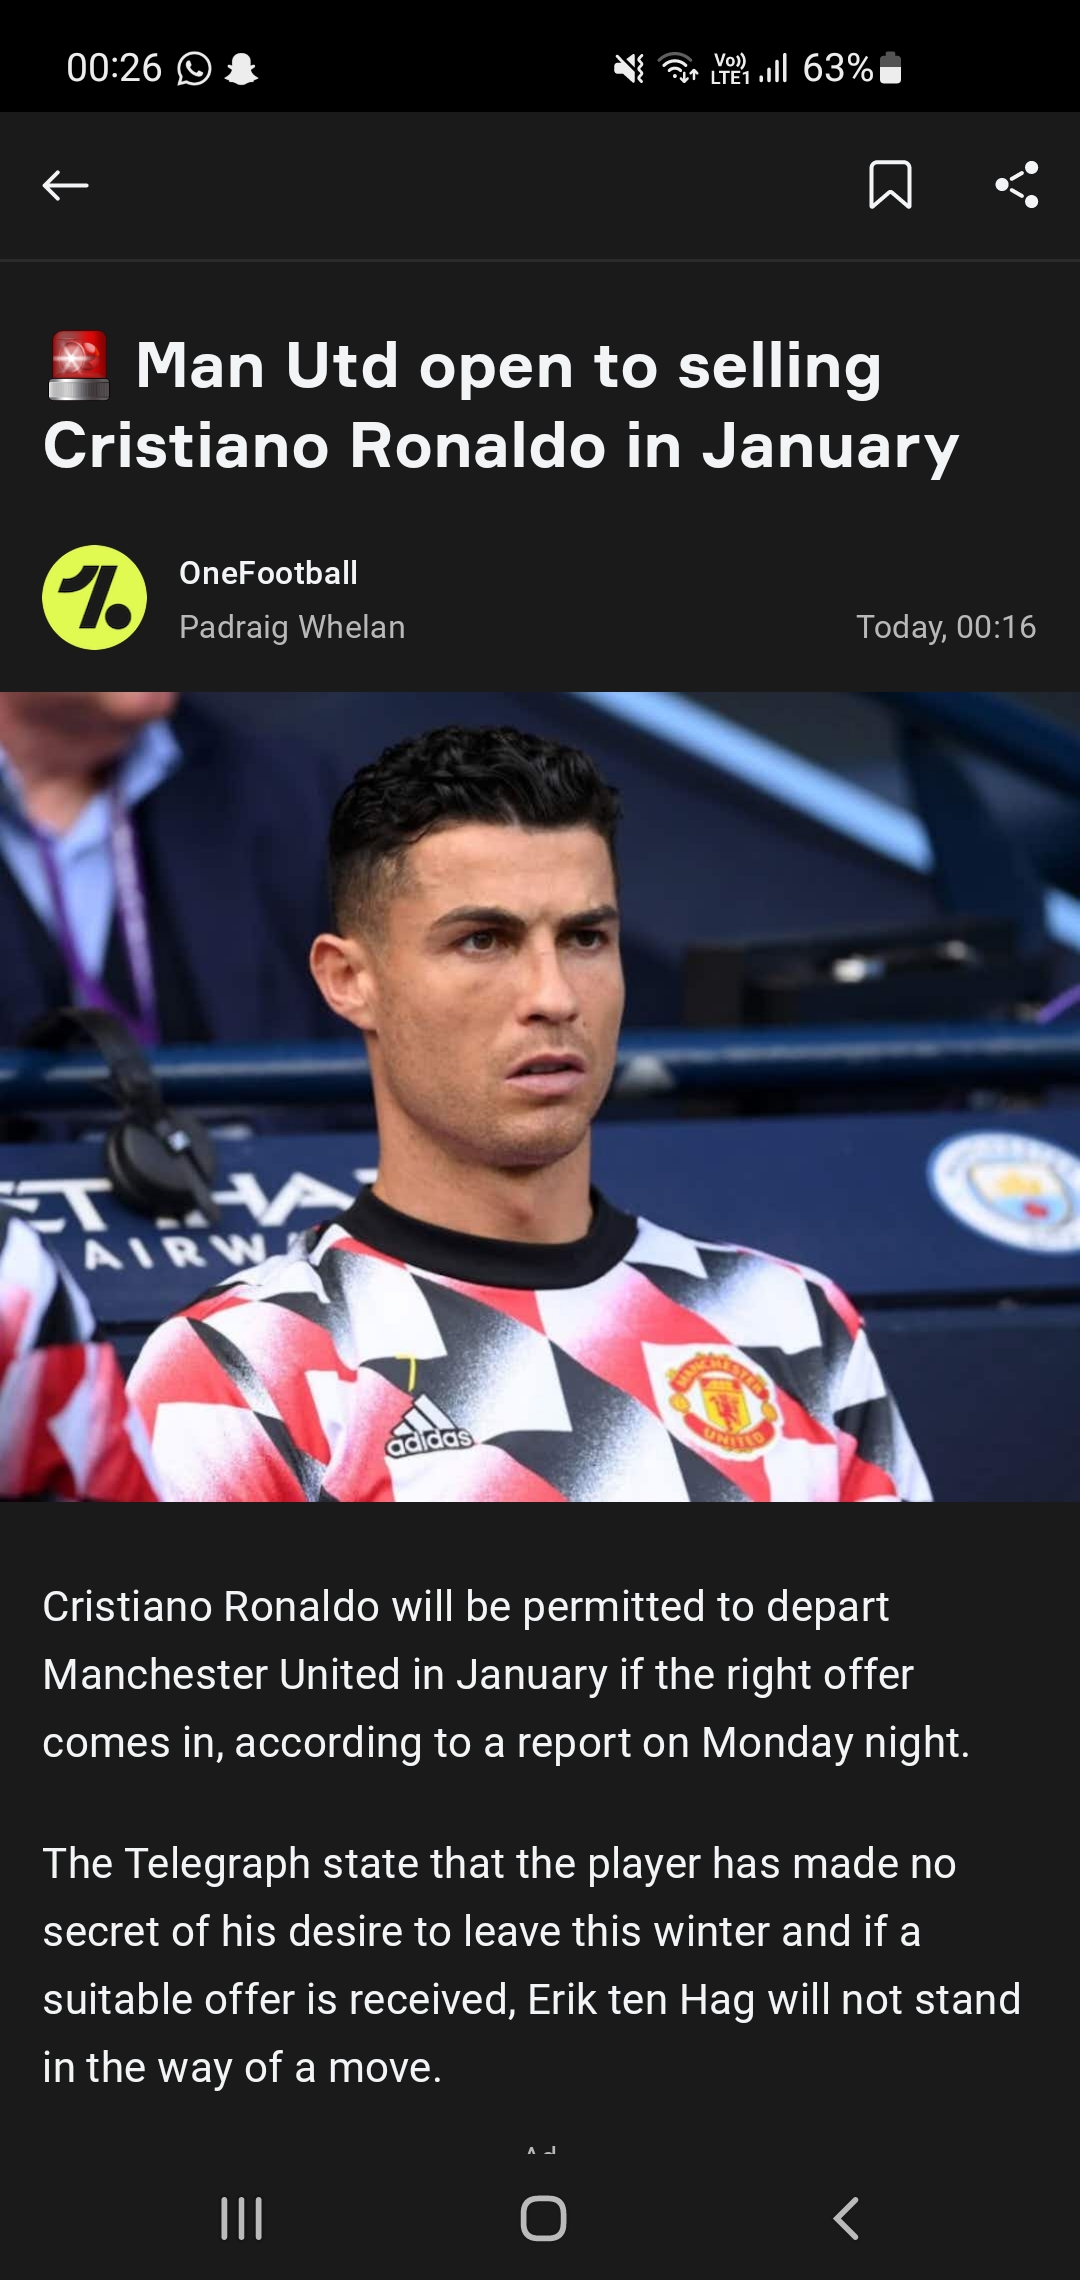 00:26
Vo))
LTE1
63%
🚨 Man Utd open to selling
Cristiano Ronaldo in January
OneFootball
Padraig Whelan
Today, 00:16
AIRW
7
adidas
MANCHESTER
UNITED
Cristiano Ronaldo will be permitted to depart
Manchester United in January if the right offer
comes in, according to a report on Monday night.
The Telegraph state that the player has made no
secret of his desire to leave this winter and if a
suitable offer is received, Erik ten Hag will not stand
in the way of a move.
Ad